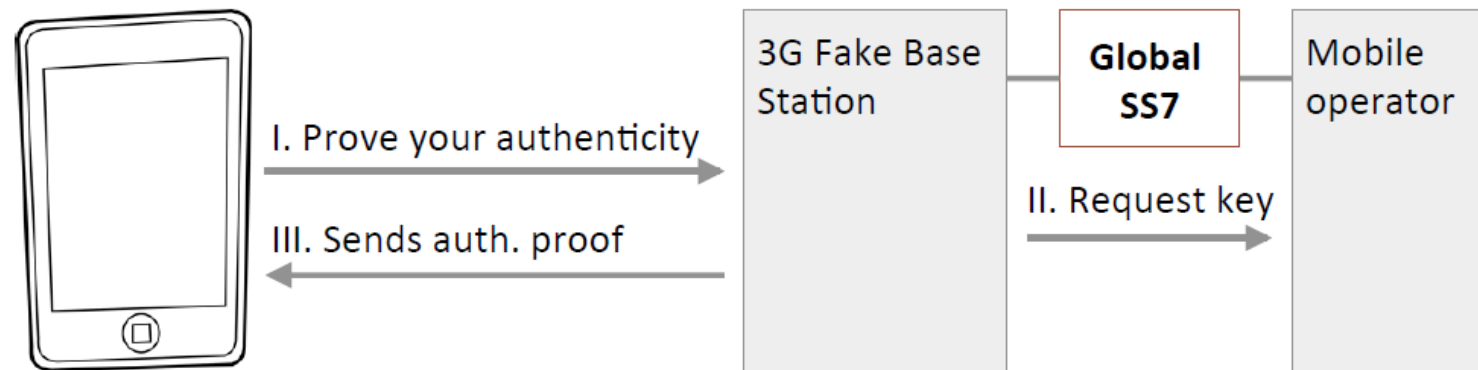 3G Fake Base
Station
Global
SS7
Mobile
operator
I. Prove your authenticity
II. Request key
III. Sends auth. proof